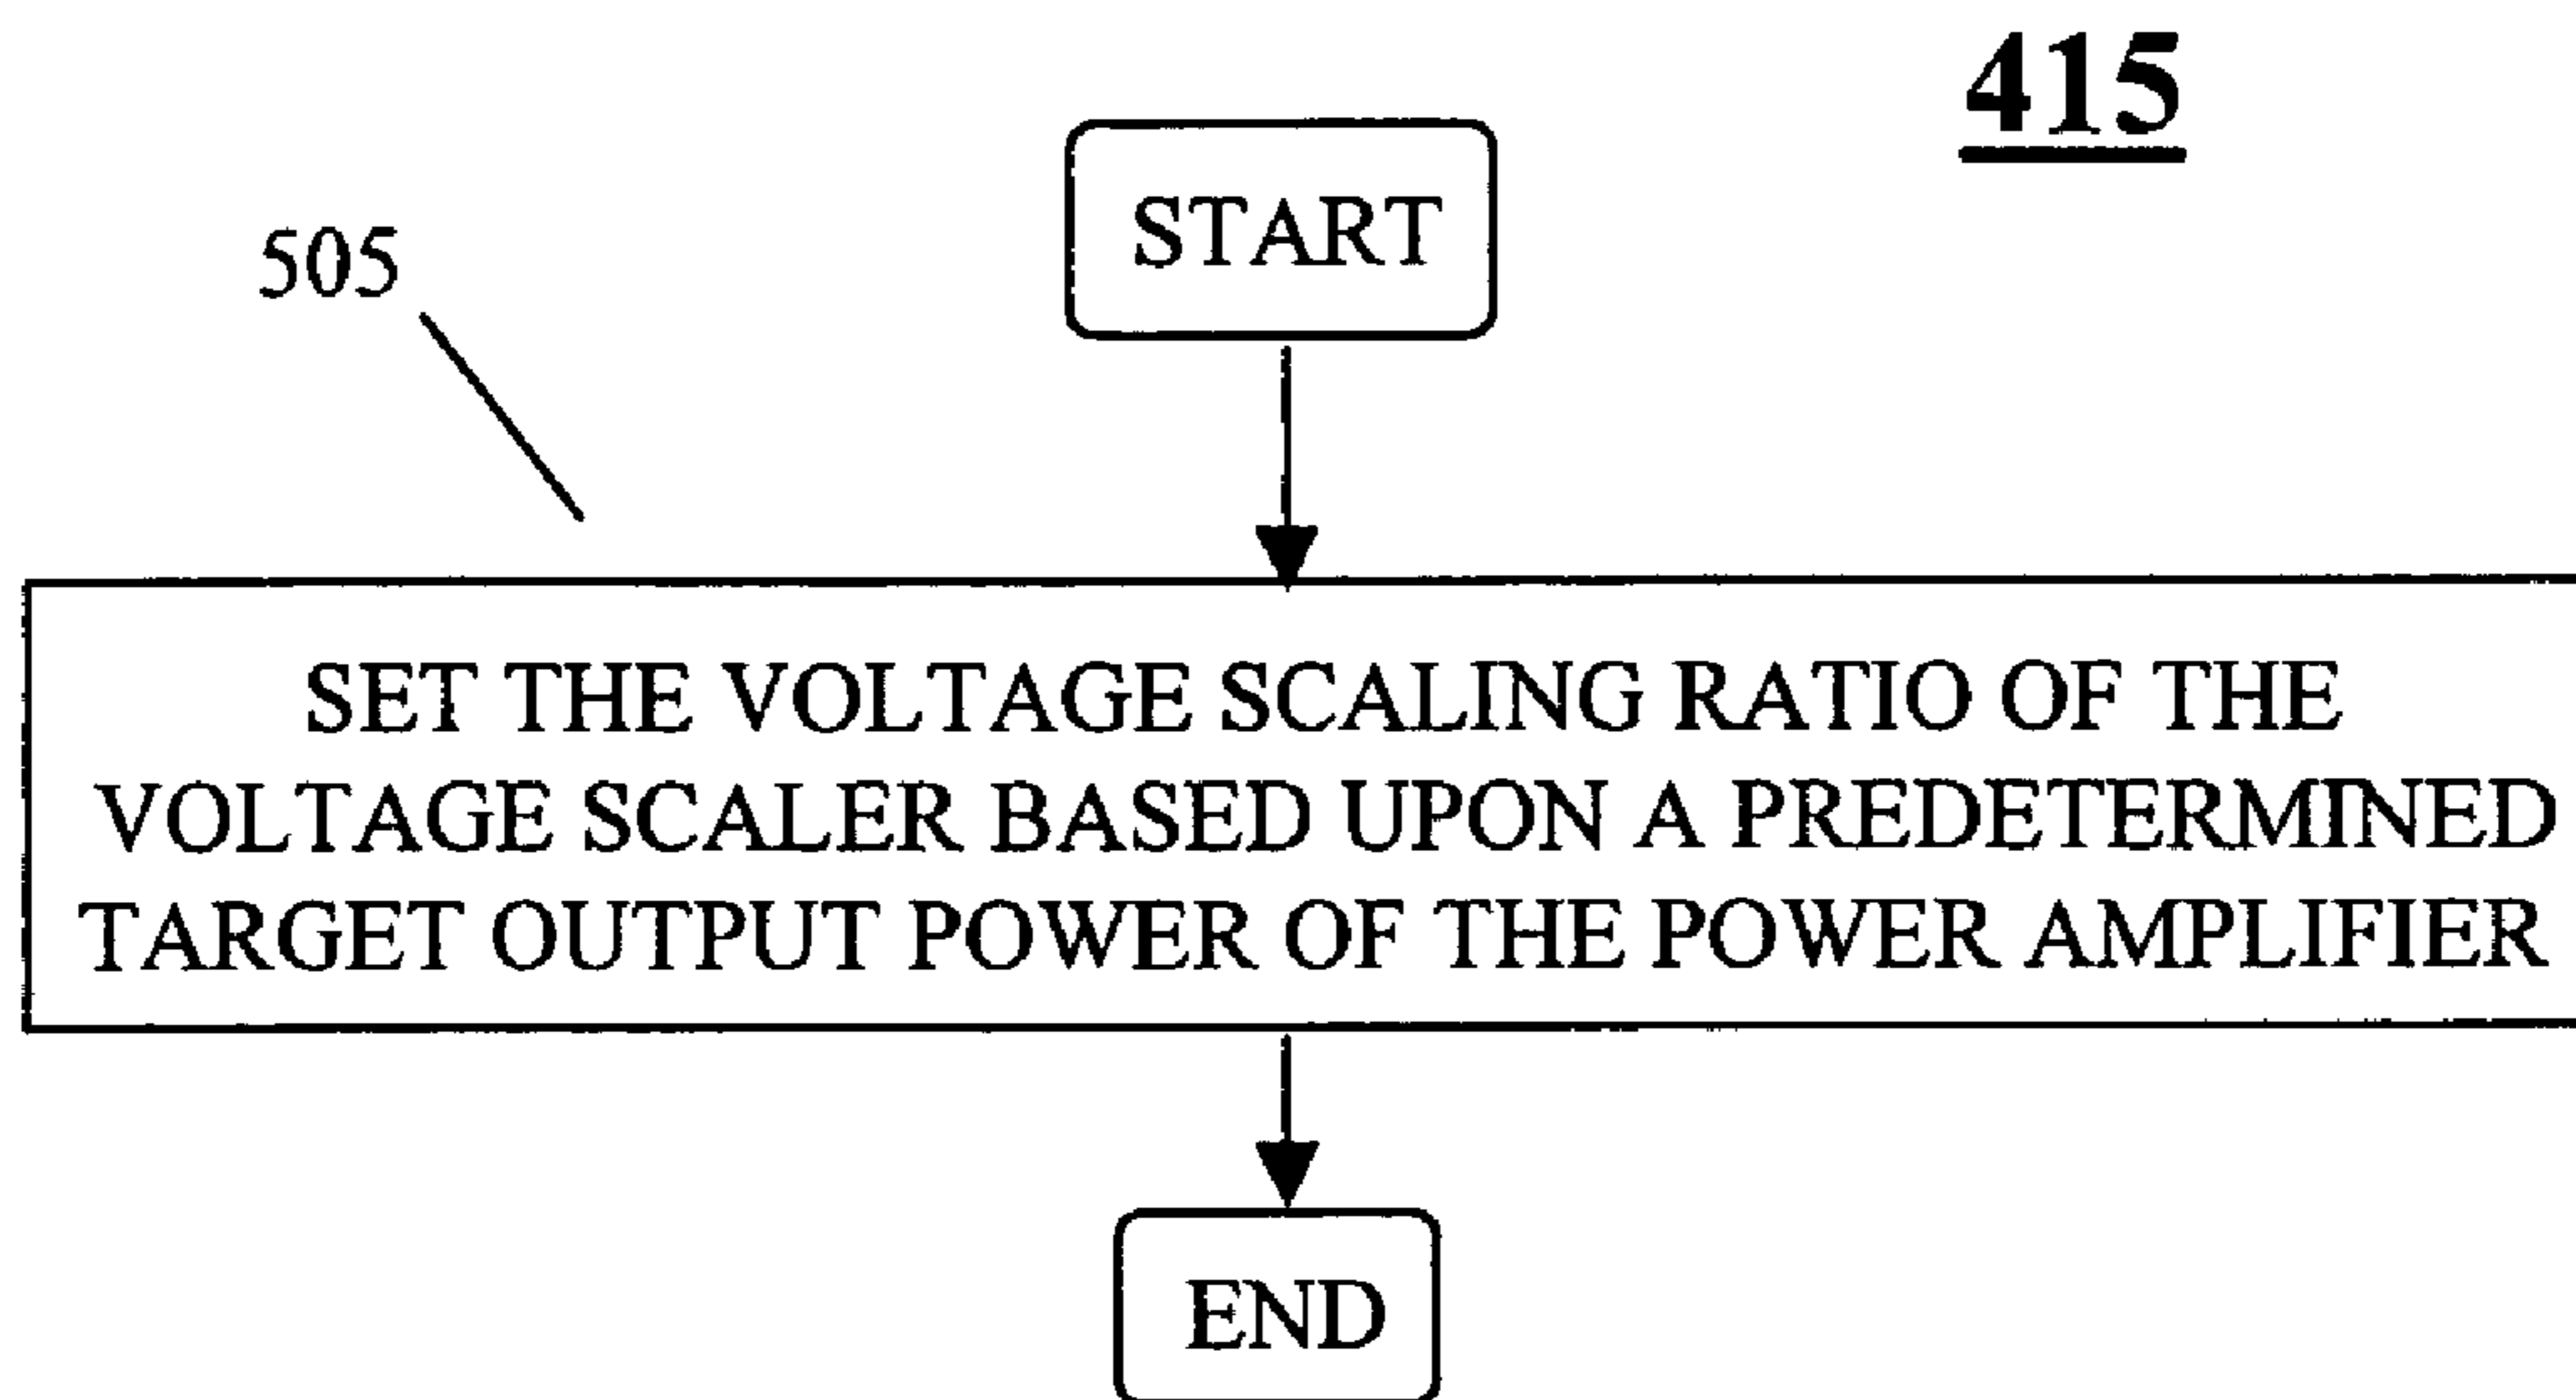 415
START
505
SET THE VOLTAGE SCALING RATIO OF THE
VOLTAGE SCALER BASED UPON A PREDETERMINED
TARGET OUTPUT POWER OF THE POWER AMPLIFIER
END